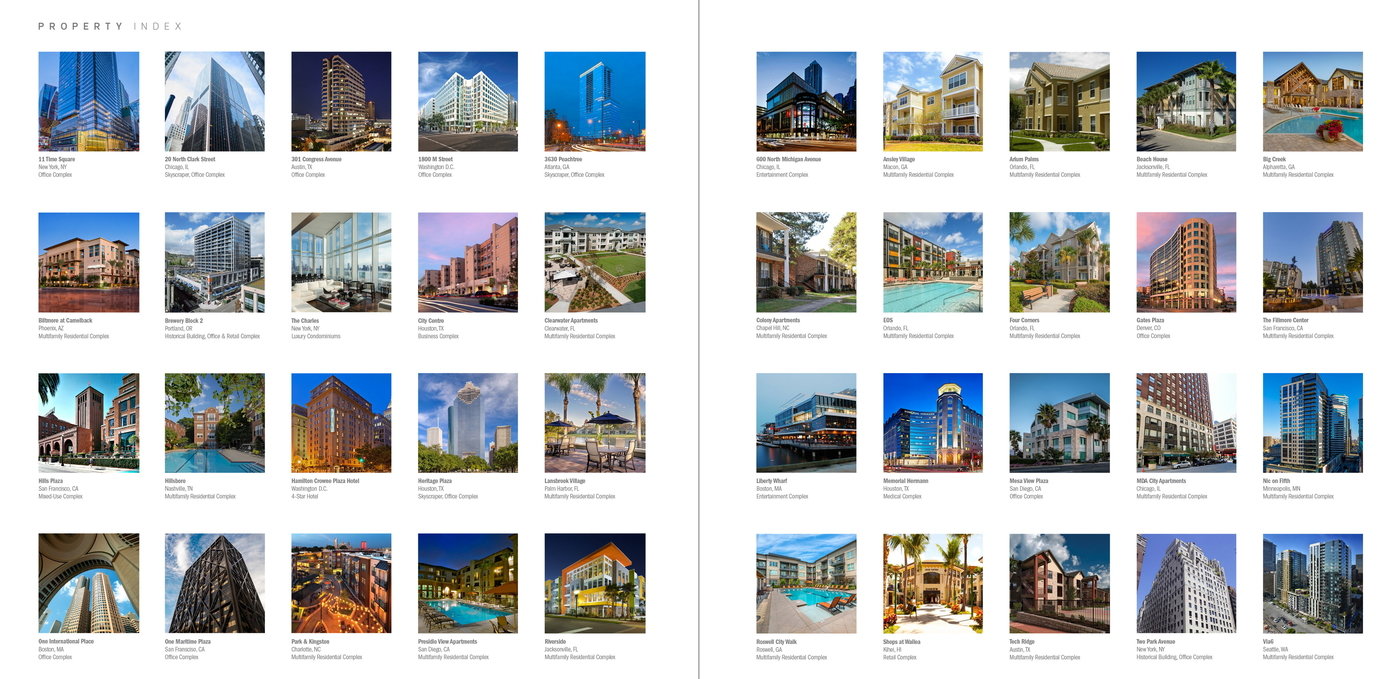 PROPERTY INDEX
11 Time Square
New York, NY
Office Complex
20 North Clark Street
Chicago, IL
Skyscraper, Office Complex
301 Congress Avenue
Austin, TX
Office Complex
1800 M Street
Washington D.C.
Office Complex
3630 Peachtree
Atlanta, GA
Skyscraper, Office Complex
Biltmore at Camelback
Phoenix, AZ
Multifamily Residential Complex
Brewery Block 2
Portland, OR
Historical Building, Office & Retail Complex
The Charles
New York, NY
Luxury Condominiums
City Centre
Houston, TX
Business Complex
Clearwater Apartments
Clearwater, FL
Multifamily Residential Complex
Hills Plaza
San Francisco, CA
Mixed-Use Complex
Hillsboro
Nashville, TN
Multifamily Residential Complex
Hamilton Crowne Plaza Hotel
Washington D.C.
4-Star Hotel
Heritage Plaza
Houston, TX
Skyscraper, Office Complex
Lansbrook Village
Palm Harbor, FL
Multifamily Residential Complex
One International Place
Boston, MA
Office Complex
One Maritime Plaza
San Fransciso, CA
Office Complex
Park & Kingston
Charlotte, NC
Multifamily Residential Complex
Presidio View Apartments
San Diego, CA
Multifamily Residential Complex
Riverside
Jacksonville, FL
Multifamily Residential Complex
600 North Michigan Avenue
Chicago, IL
Entertainment Complex
Ansley Village
Macon, GA
Multifamily Residential Complex
Arium Palms
Orlando, FL
Multifamily Residential Complex
Beach House
Jacksonville, FL
Multifamily Residential Complex
Big Creek
Alpharetta, GA
Multifamily Residential Complex
Colony Apartments
Chapel Hill, NC
Multifamily Residential Complex
EOS
Orlando, FL
Multifamily Residential Complex
Four Corners
Orlando, FL
Multifamily Residential Complex
Gates Plaza
Denver, CO
Office Complex
The Fillmore Center
San Francisco, CA
Multifamily Residential Complex
Liberty Wharf
Boston, MA
Entertainment Complex
Memorial Hermann
Houston, TX
Medical Complex
Mesa View Plaza
San Diego, CA
Office Complex
MDA City Apartments
Chicago, IL
Multifamily Residential Complex
Nic on Fifth
Minneapolis, MN
Multifamily Residential Complex
Roswell City Walk
Roswell, GA
Multifamily Residential Complex
Shops at Wailea
Kihei, HI
Retail Complex
Tech Ridge
Austin, TX
Multifamily Residential Complex
Two Park Avenue
New York, NY
Historical Building, Office Complex
Via6
Seattle, WA
Multifamily Residential Complex